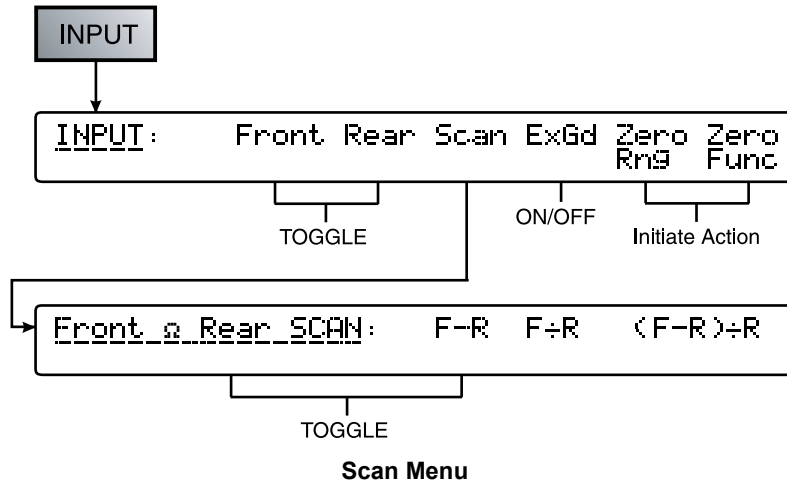 INPUT
INPUT: Front Rear Scan ExGd Zero Zero
Rng Func
TOGGLE
ON/OFF
Initiate Action
Front Ω Rear SCAN: F-R F÷R (F-R)÷R
TOGGLE
Scan Menu